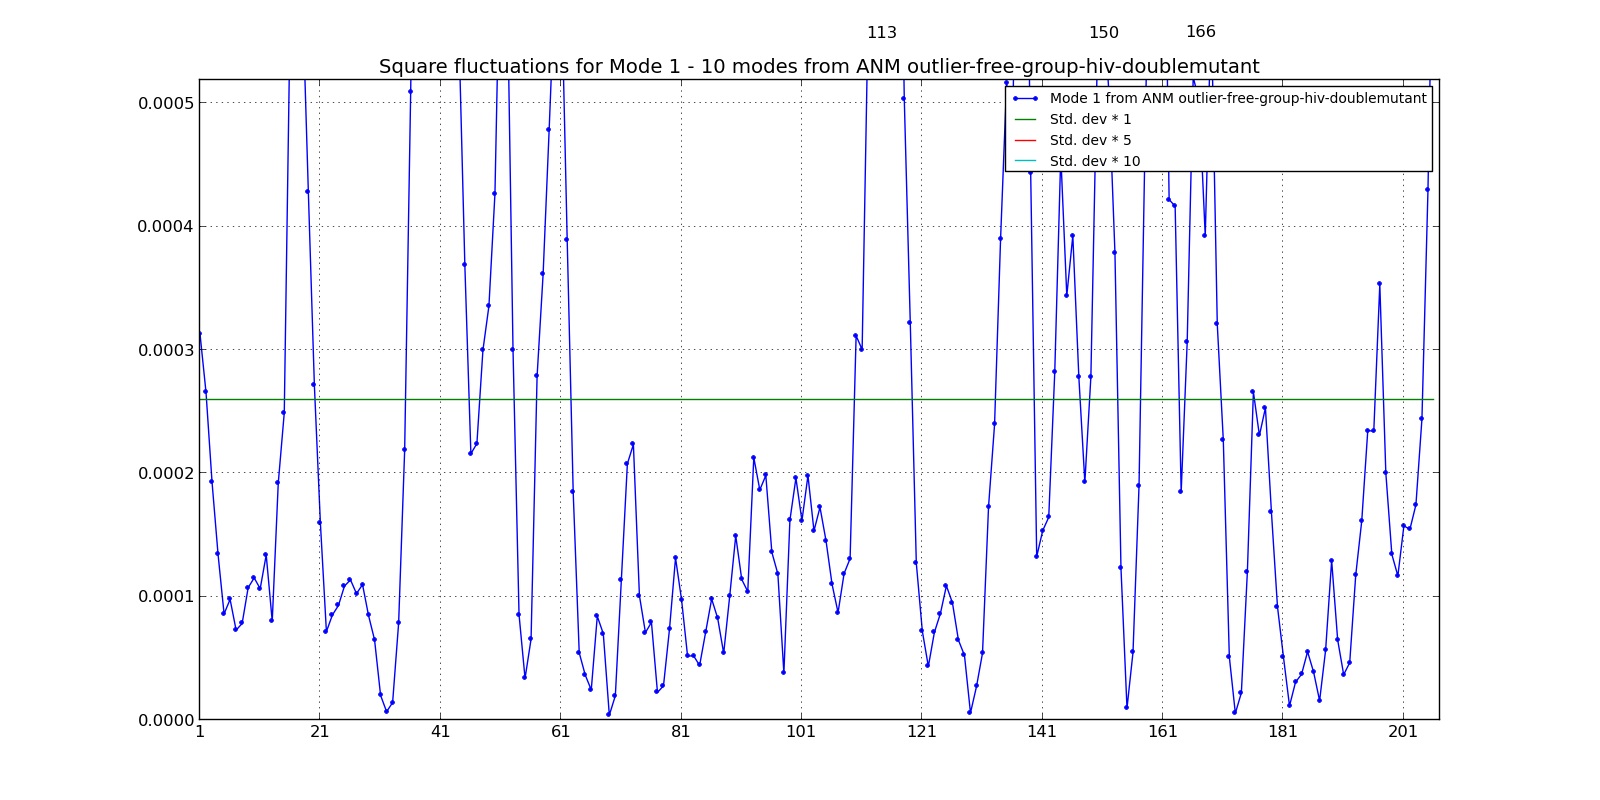 113 150 166
Square fluctuations for Mode 1 - 10 modes from ANM outlier-free-group-hiv-doublemutant
Mode 1 from ANM outlier-free-group-hiv-doublemutant
Std. dev * 1
Std. dev * 5
Std. dev * 10
0.0005
0.0004
0.0003
0.0002
0.0001
0.0000
1 21 41 61 81 101 121 141 161 181 201